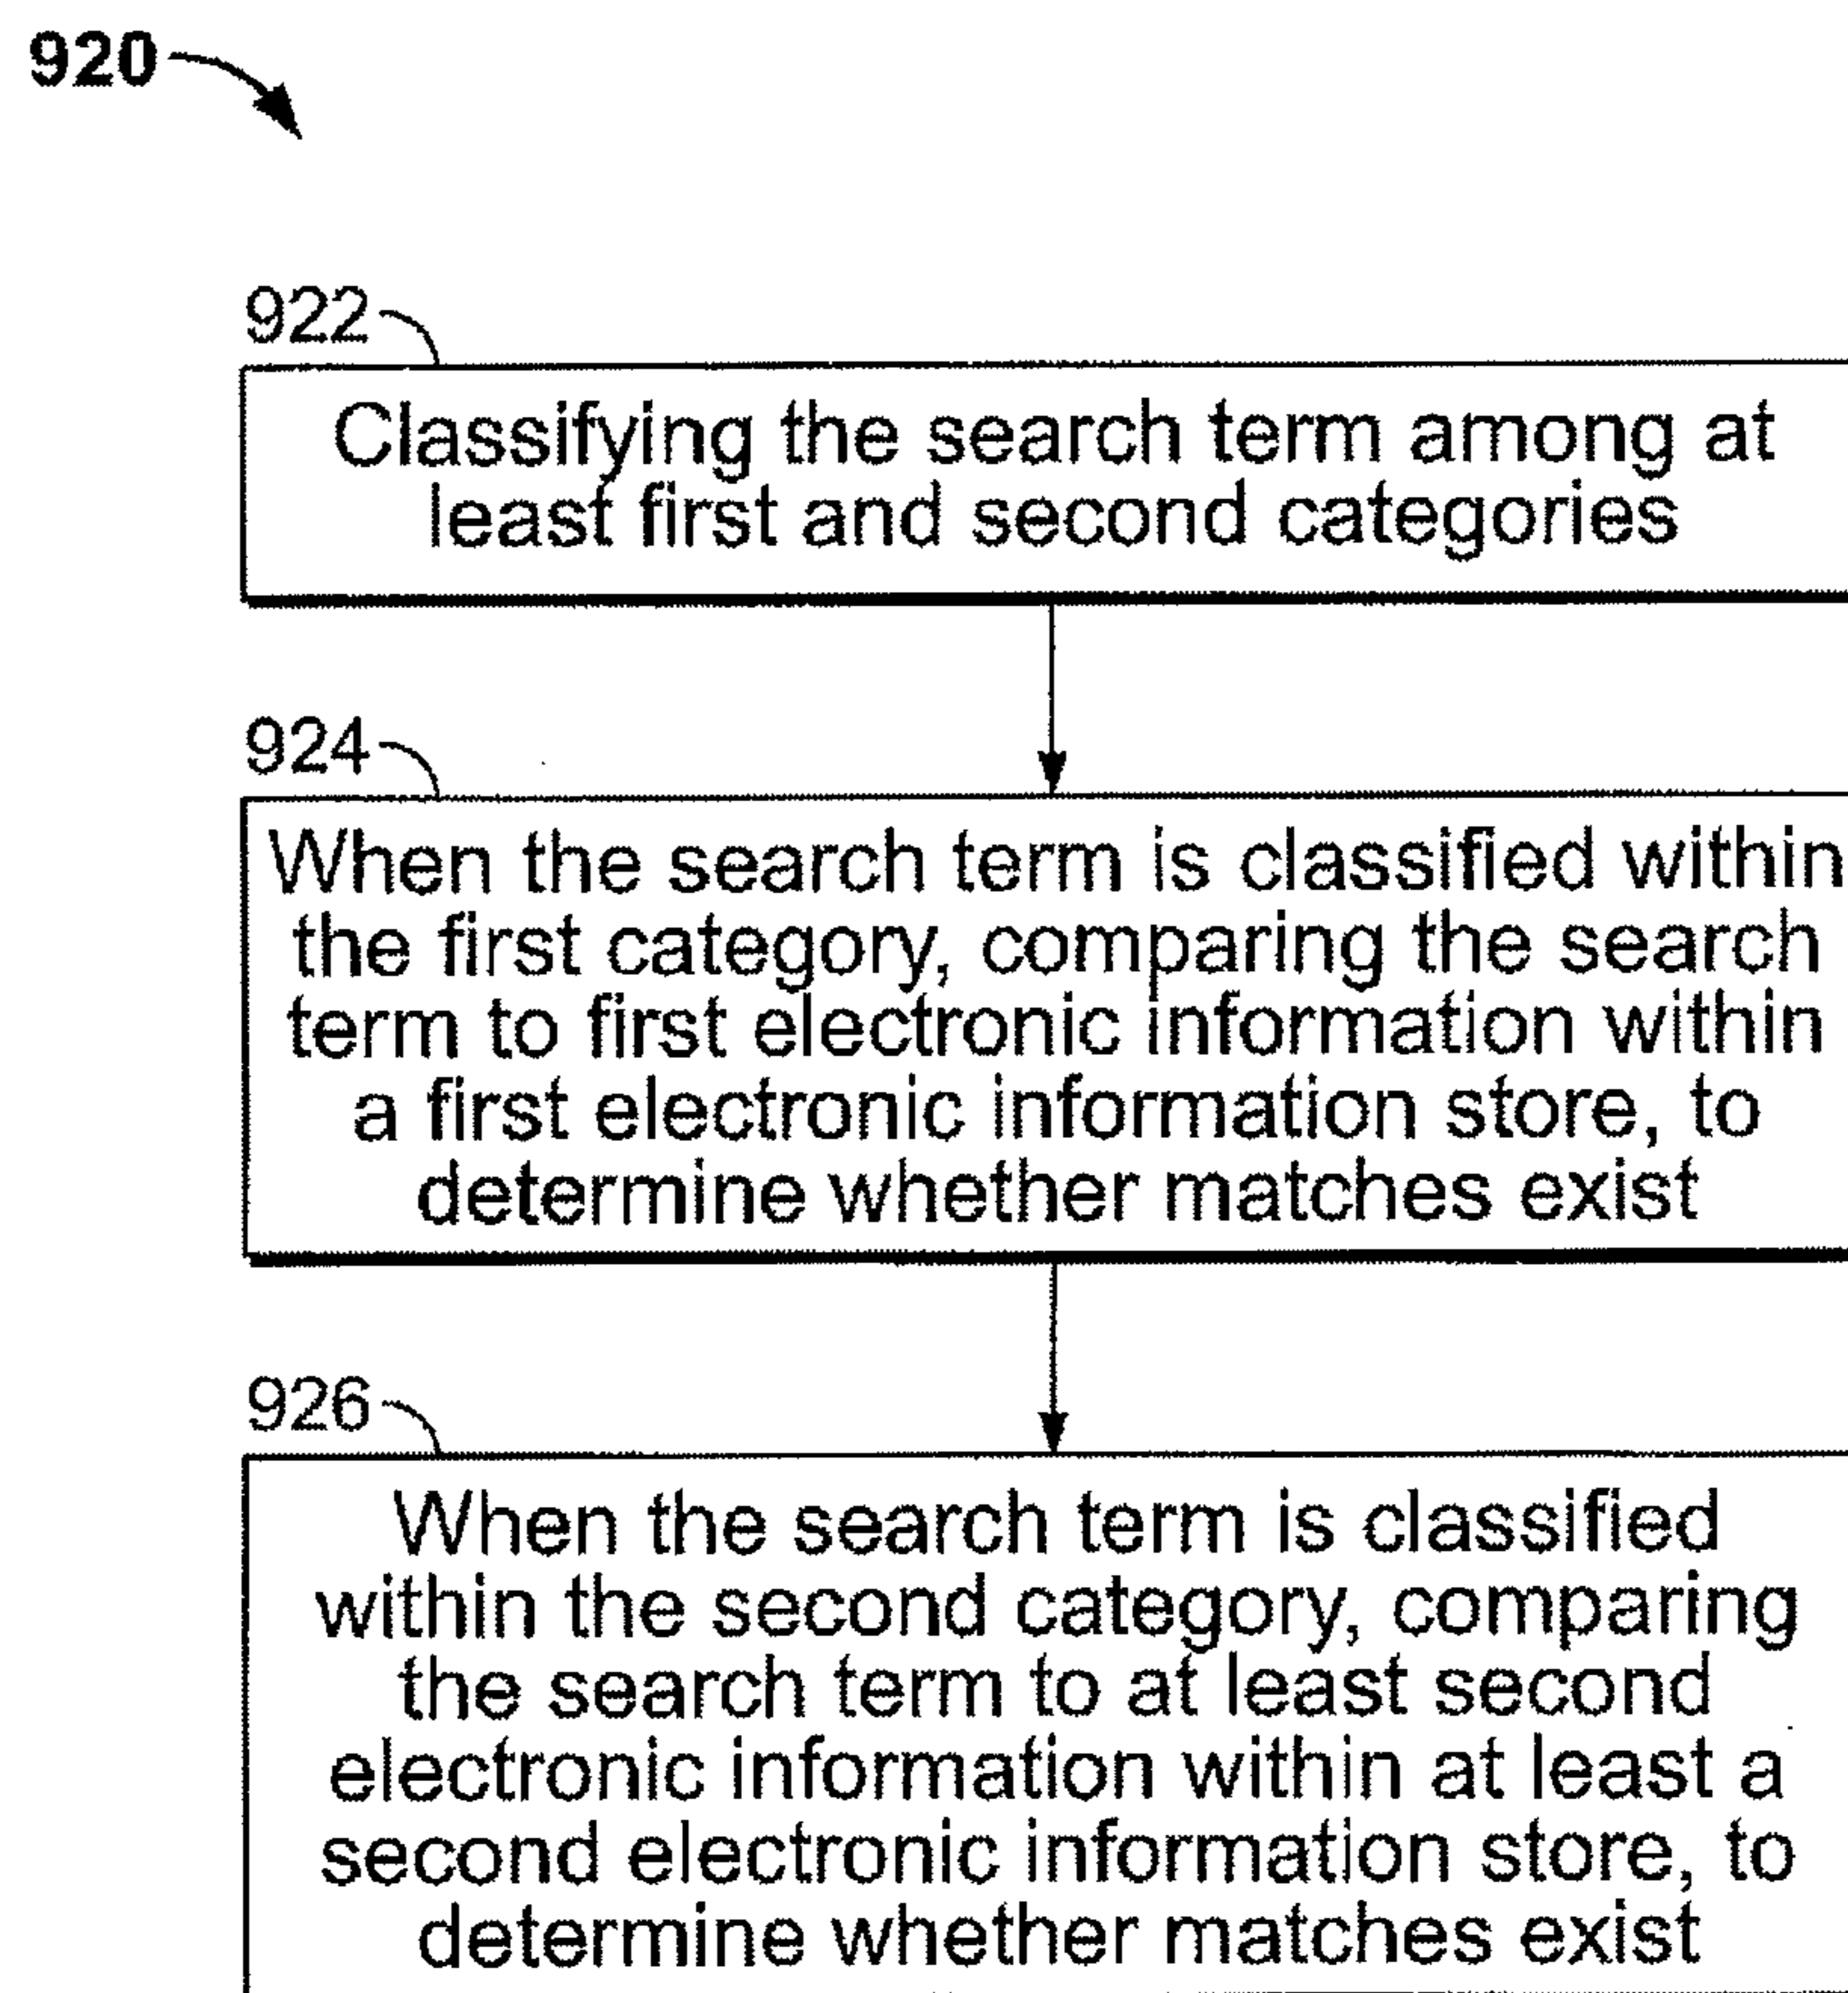 920
922
Classifying the search term among at
least first and second categories
924
When the search term is classified within
the first category, comparing the search
term to first electronic information within
a first electronic information store, to
determine whether matches exist
926
When the search term is classified
within the second category, comparing
the search term to at least second
electronic information within at least a
second electronic information store, to
determine whether matches exist